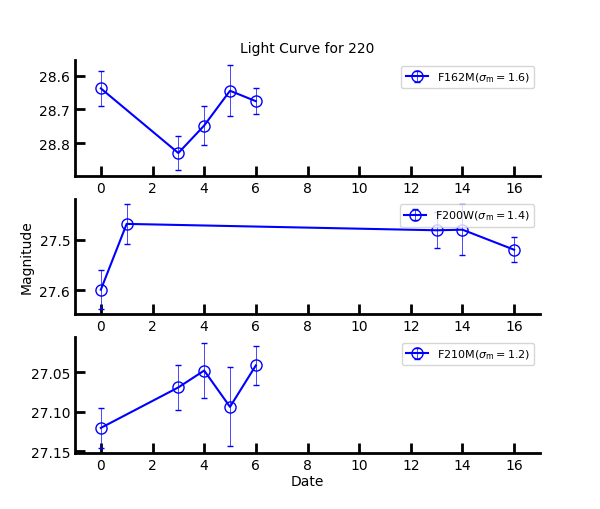 Light Curve for 220
28.6
28.7
28.8
F162M(σm = 1.6)
0 2 4 6 8 10 12 14 16
Magnitude
27.5
27.6
F200W(σm = 1.4)
0 2 4 6 8 10 12 14 16
27.05
27.10
27.15
F210M(σm = 1.2)
0 2 4 6 8 10 12 14 16
Date